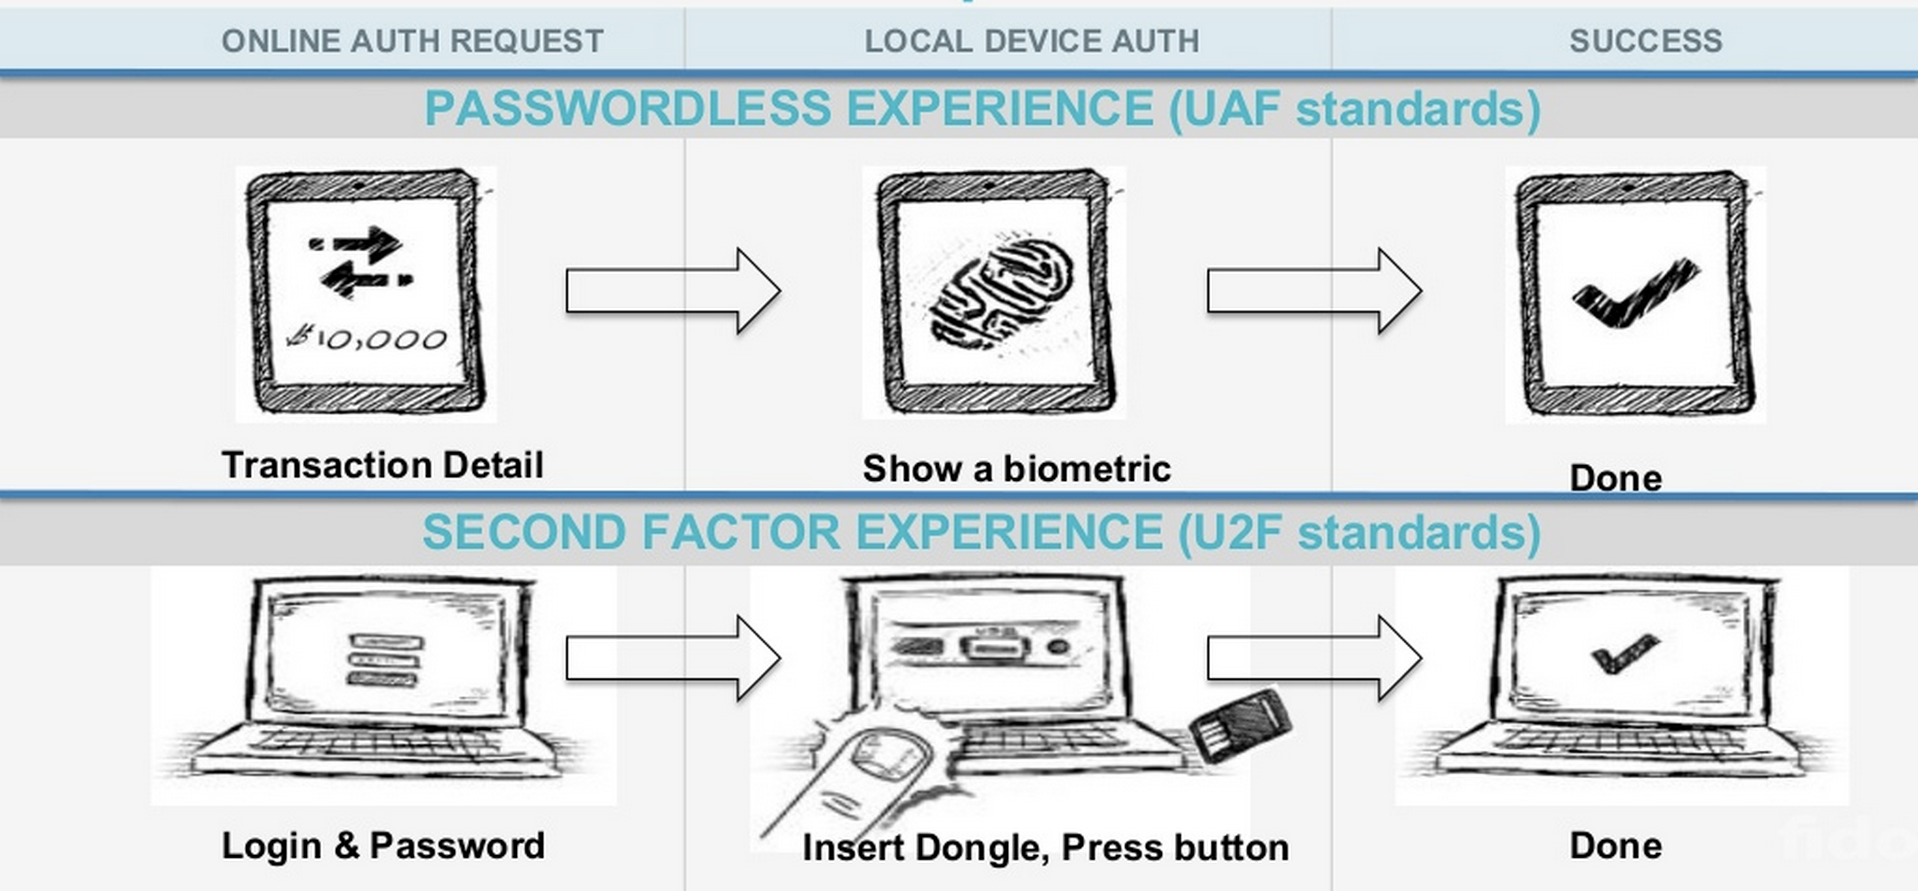 ONLINE AUTH REQUEST
LOCAL DEVICE AUTH
SUCCESS
PASSWORDLESS EXPERIENCE (UAF standards)
$10,000
Transaction Detail
Show a biometric
Done
SECOND FACTOR EXPERIENCE (U2F standards)
Login & Password
Insert Dongle, Press button
Done
fido